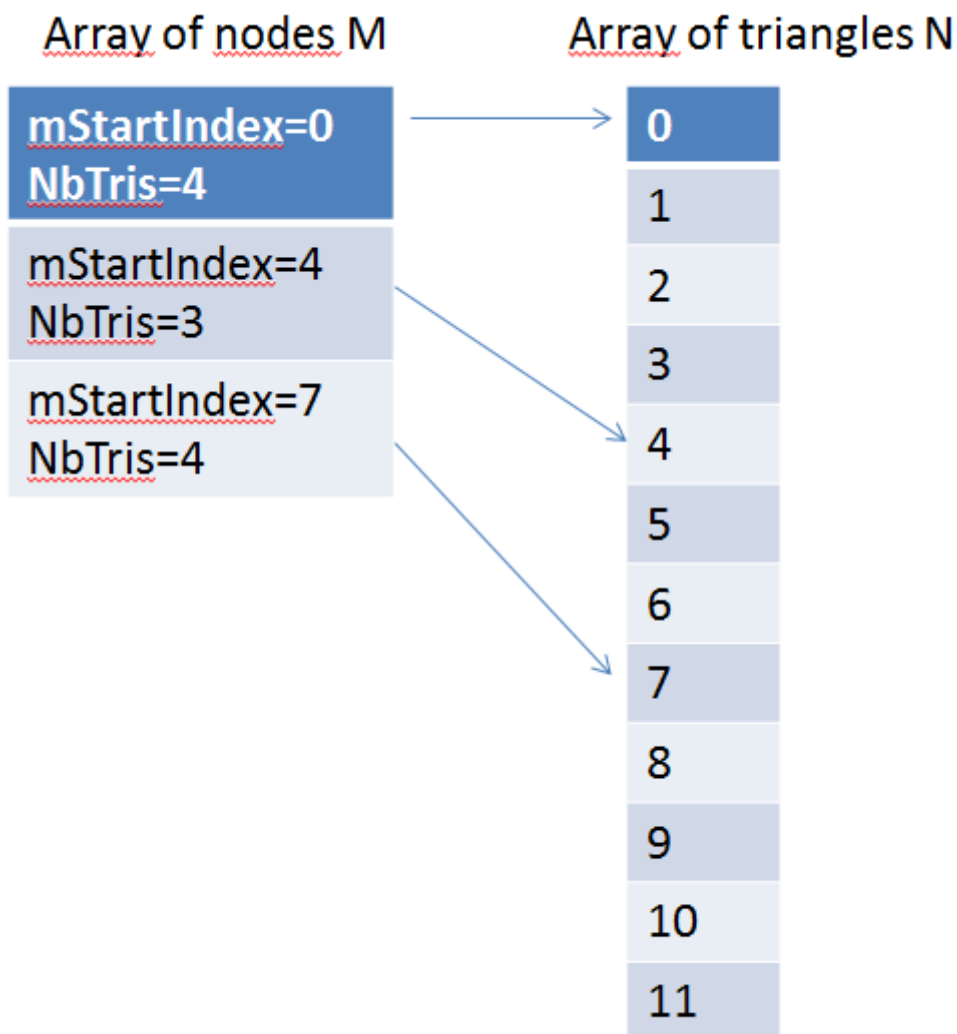 Array of nodes M
Array of triangles N
mStartIndex=0
NbTris=4
mStartIndex=4
NbTris=3
mStartIndex=7
NbTris=4
0
1
2
3
4
5
6
7
8
9
10
11